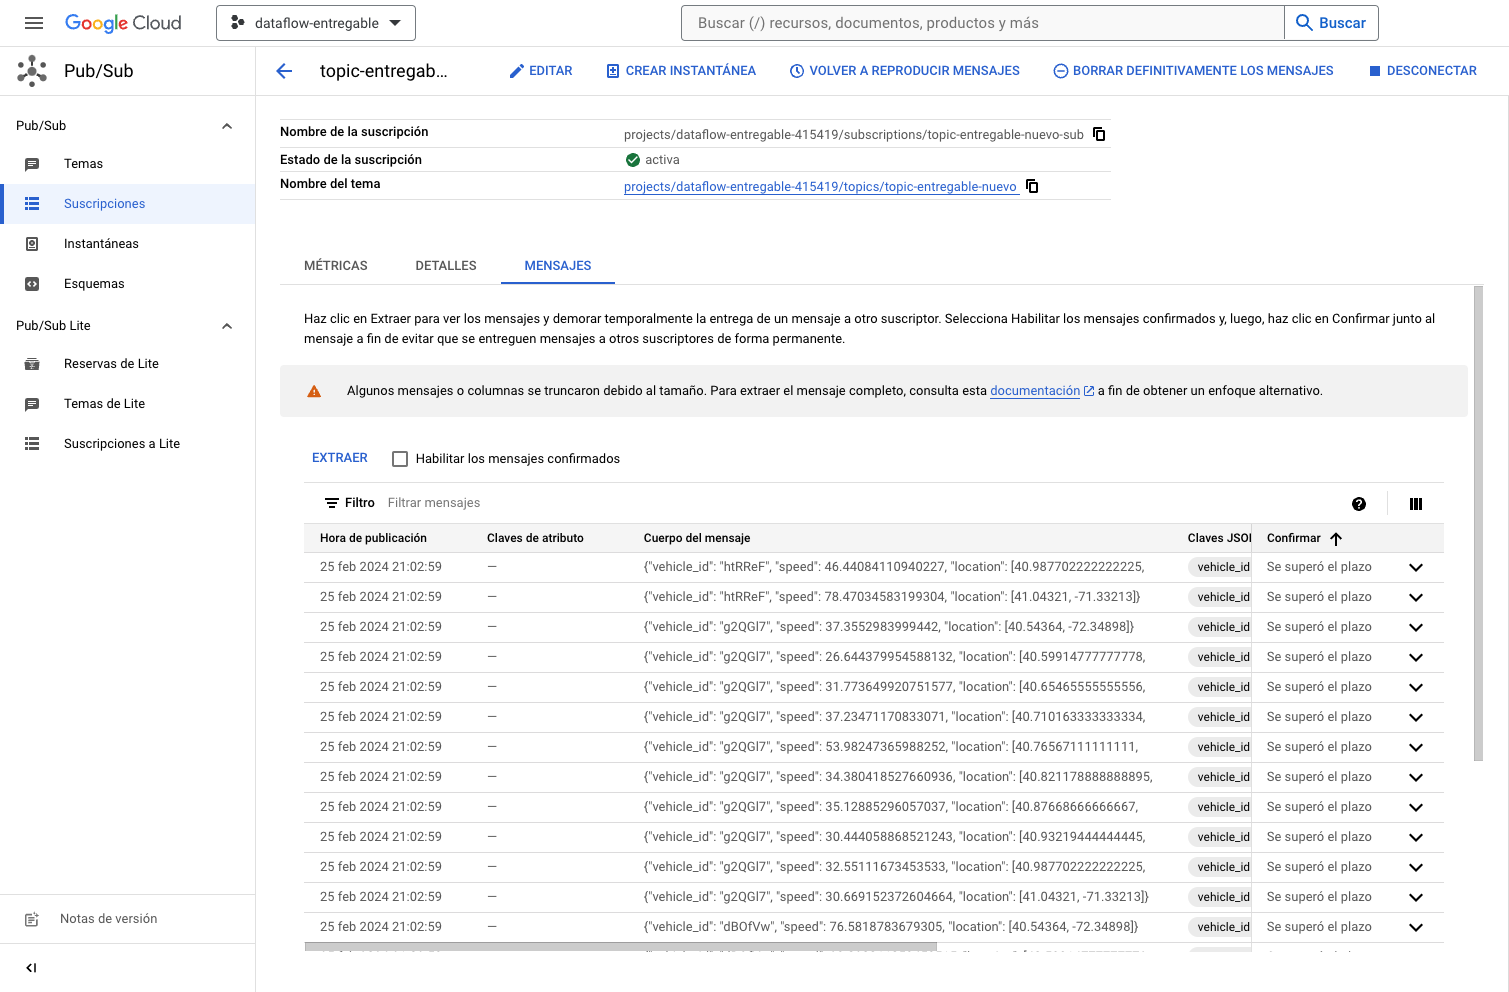 Google Cloud
dataflow-entregable
Buscar (/) recursos, documentos, productos y más
Buscar
Pub/Sub
topic-entregab…
EDITAR
CREAR INSTANTÁNEA
VOLVER A REPRODUCIR MENSAJES
BORRAR DEFINITIVAMENTE LOS MENSAJES
DESCONECTAR
Pub/Sub
Temas
Suscripciones
Instantáneas
Esquemas
Pub/Sub Lite
Reservas de Lite
Temas de Lite
Suscripciones a Lite
Notas de versión
Nombre de la suscripción projects/dataflow-entregable-415419/subscriptions/topic-entregable-nuevo-sub
Estado de la suscripción activa
Nombre del tema projects/dataflow-entregable-415419/topics/topic-entregable-nuevo
MÉTRICAS DETALLES MENSAJES
Haz clic en Extraer para ver los mensajes y demorar temporalmente la entrega de un mensaje a otro suscriptor. Selecciona Habilitar los mensajes confirmados y, luego, haz clic en Confirmar junto al
mensaje a fin de evitar que se entreguen mensajes a otros suscriptores de forma permanente.
Algunos mensajes o columnas se truncaron debido al tamaño. Para extraer el mensaje completo, consulta esta documentación a fin de obtener un enfoque alternativo.
EXTRAER Habilitar los mensajes confirmados
Filtro Filtrar mensajes
Hora de publicación Claves de atributo Cuerpo del mensaje Claves JSO Confirmar
25 feb 2024 21:02:59 — {"vehicle_id": "htRReF", "speed": 46.44084110940227, "location": [40.987702222222225, vehicle_id Se superó el plazo
25 feb 2024 21:02:59 — {"vehicle_id": "htRReF", "speed": 78.47034583199304, "location": [41.04321, -71.33213]} vehicle_id Se superó el plazo
25 feb 2024 21:02:59 — {"vehicle_id": "g2QGl7", "speed": 37.3552983999442, "location": [40.54364, -72.34898]} vehicle_id Se superó el plazo
25 feb 2024 21:02:59 — {"vehicle_id": "g2QGl7", "speed": 26.644379954588132, "location": [40.59914777777778, vehicle_id Se superó el plazo
25 feb 2024 21:02:59 — {"vehicle_id": "g2QGl7", "speed": 31.773649920751577, "location": [40.65465555555556, vehicle_id Se superó el plazo
25 feb 2024 21:02:59 — {"vehicle_id": "g2QGl7", "speed": 37.23471170833071, "location": [40.710163333333334, vehicle_id Se superó el plazo
25 feb 2024 21:02:59 — {"vehicle_id": "g2QGl7", "speed": 53.98247365988252, "location": [40.76567111111111, vehicle_id Se superó el plazo
25 feb 2024 21:02:59 — {"vehicle_id": "g2QGl7", "speed": 34.380418527660936, "location": [40.821178888888895, vehicle_id Se superó el plazo
25 feb 2024 21:02:59 — {"vehicle_id": "g2QGl7", "speed": 35.12885296057037, "location": [40.87668666666667, vehicle_id Se superó el plazo
25 feb 2024 21:02:59 — {"vehicle_id": "g2QGl7", "speed": 30.444058868521243, "location": [40.93219444444445, vehicle_id Se superó el plazo
25 feb 2024 21:02:59 — {"vehicle_id": "g2QGl7", "speed": 32.55111673453533, "location": [40.987702222222225, vehicle_id Se superó el plazo
25 feb 2024 21:02:59 — {"vehicle_id": "g2QGl7", "speed": 30.669152372604664, "location": [41.04321, -71.33213]} vehicle_id Se superó el plazo
25 feb 2024 21:02:59 — {"vehicle_id": "dBOfVw", "speed": 76.5818783679305, "location": [40.54364, -72.34898]} vehicle_id Se superó el plazo